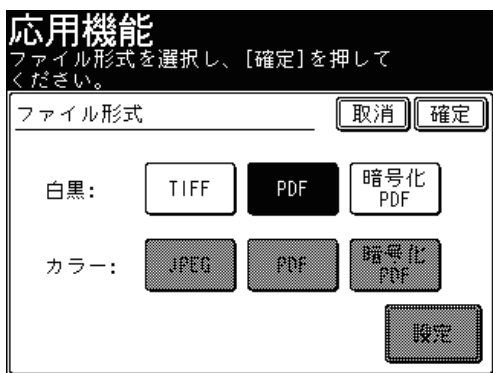 応用機能
ファイル形式を選択し、[確定]を押して
ください。
ファイル形式 取消 確定
白黒: TIFF PDF 暗号化
PDF
カラー: JPEG PDF 暗号化
PDF
設定